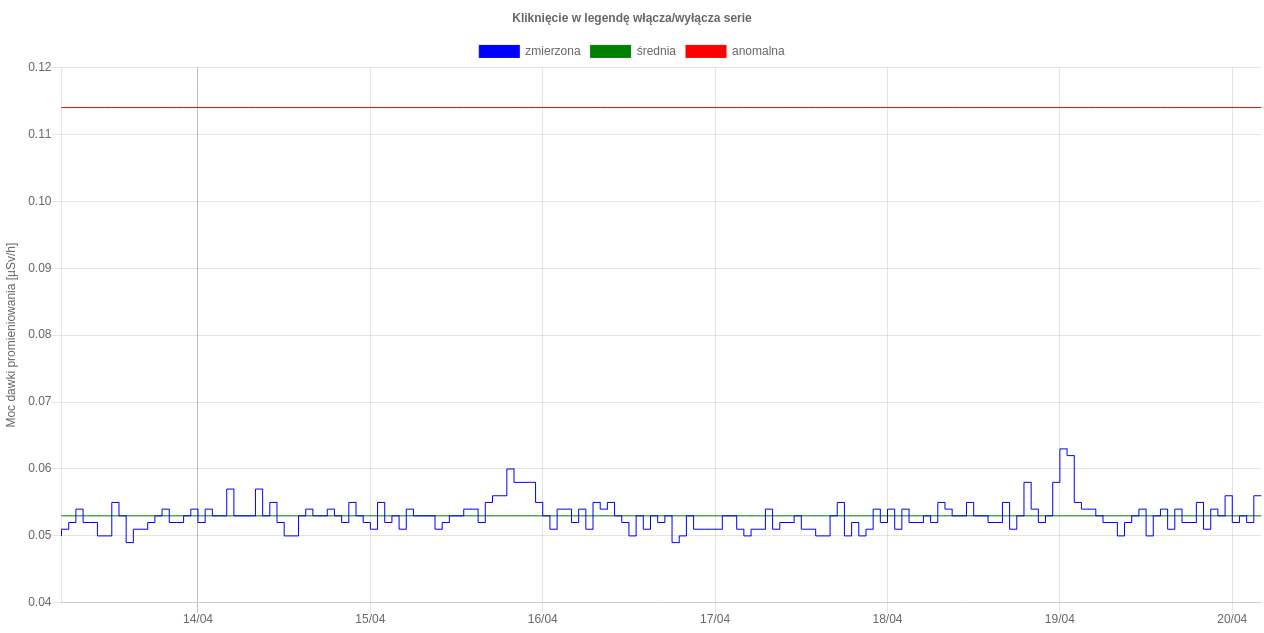 Kliknięcie w legendę włącza/wyłącza serie
zmierzona średnia anomalna
Moc dawki promieniowania [µSv/h]
0.12
0.11
0.10
0.09
0.08
0.07
0.06
0.05
0.04
14/04 15/04 16/04 17/04 18/04 19/04 20/04